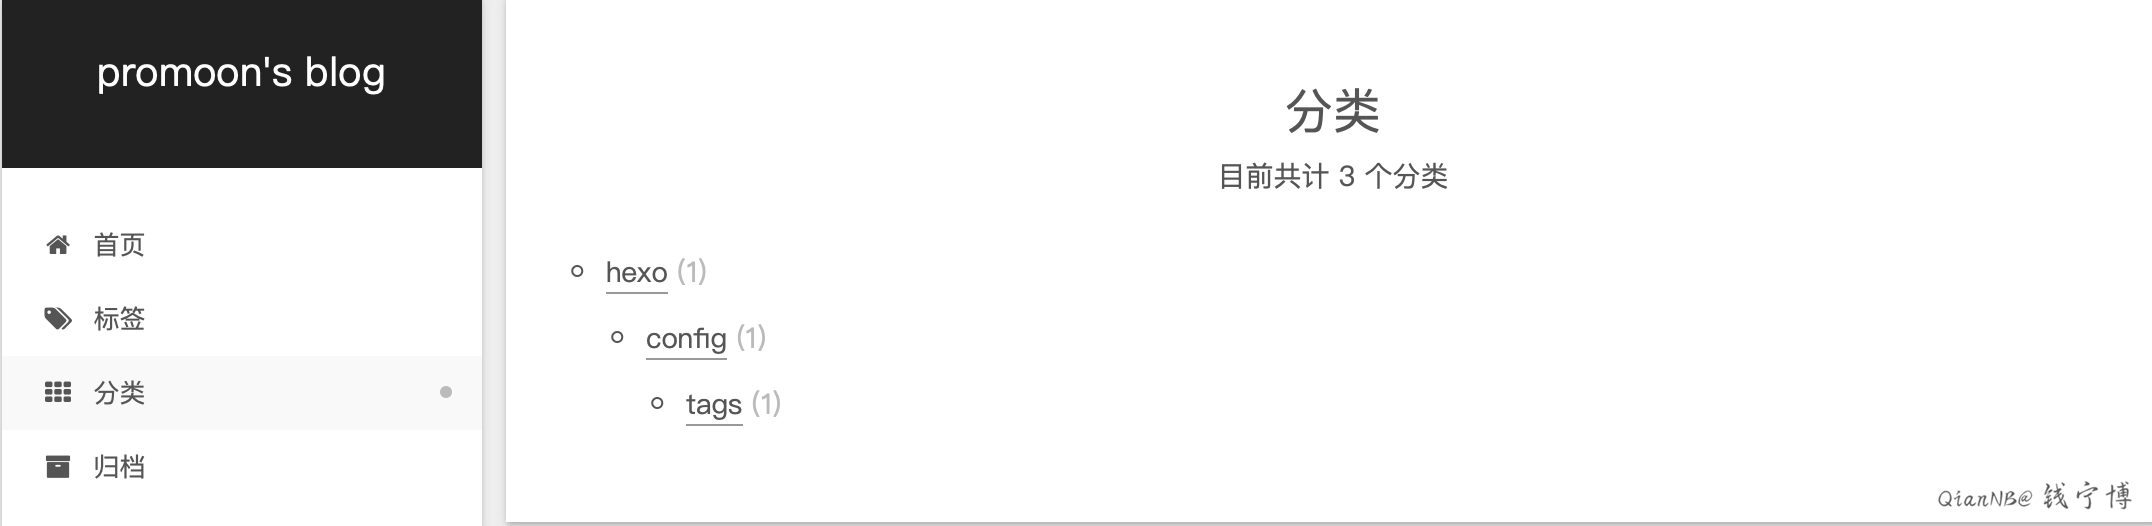 promoon's blog
首页
标签
分类
归档
分类
目前共计 3 个分类
hexo (1)
config (1)
tags (1)
QianNB@ 钱宁博